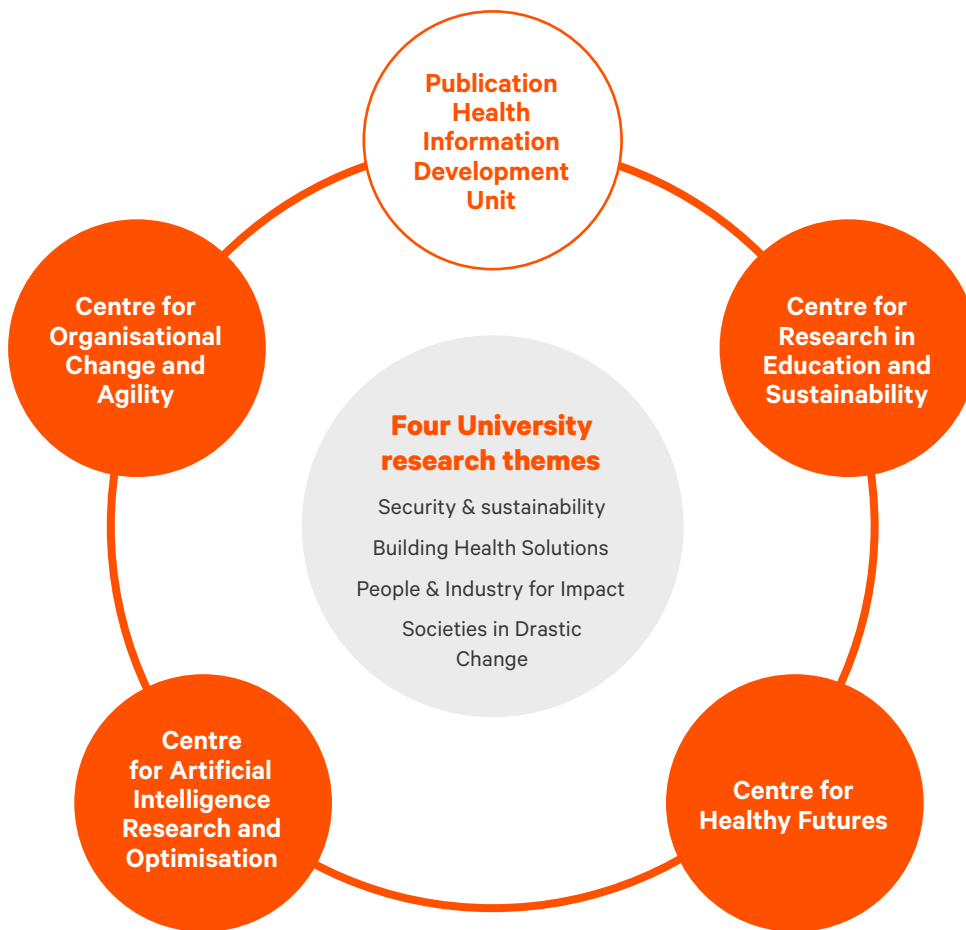 Publication
Health
Information
Development
Unit
Centre for
Organisational
Change and
Agility
Centre for
Research in
Education and
Sustainability
Four University
research themes
Security & sustainability
Building Health Solutions
People & Industry for Impact
Societies in Drastic
Change
Centre
for Artificial
Intelligence
Research and
Optimisation
Centre for
Healthy Futures